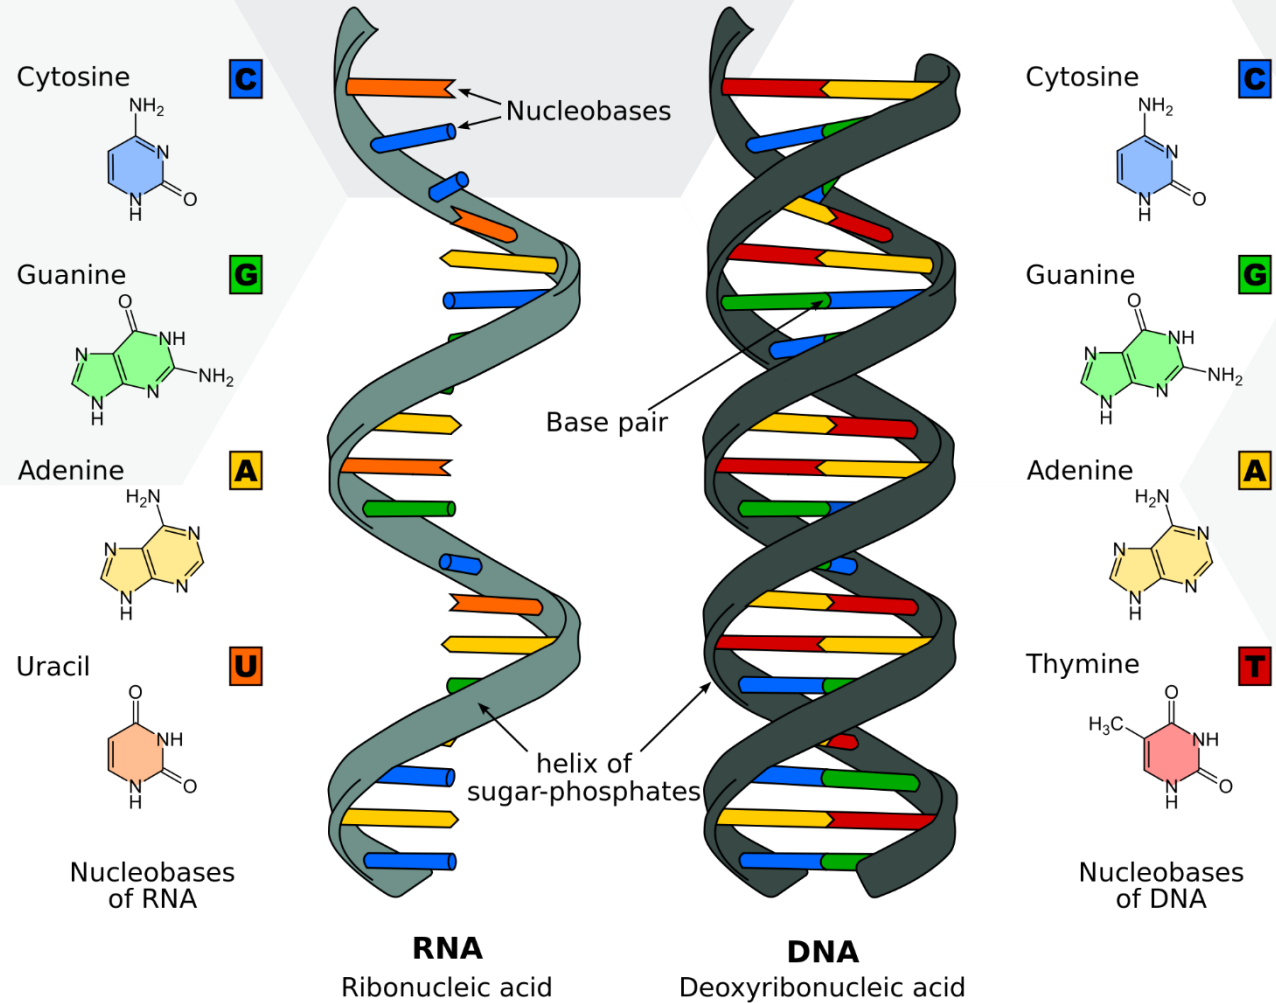 Cytosine
C
NH₂
N
N
H
O
Guanine
G
O
N
NH
N
H
N
NH₂
Adenine
A
H₂N
N
N
N
H
N
Uracil
U
O
NH
N
H
O
Nucleobases
of RNA
Nucleobases
Base pair
helix of
sugar-phosphates
RNA
Ribonucleic acid
DNA
Deoxyribonucleic acid
Cytosine
C
NH₂
N
N
H
O
Guanine
G
O
N
NH
N
H
N
NH₂
Adenine
A
H₂N
N
N
N
H
N
Thymine
T
O
H₃C
NH
N
H
O
Nucleobases
of DNA